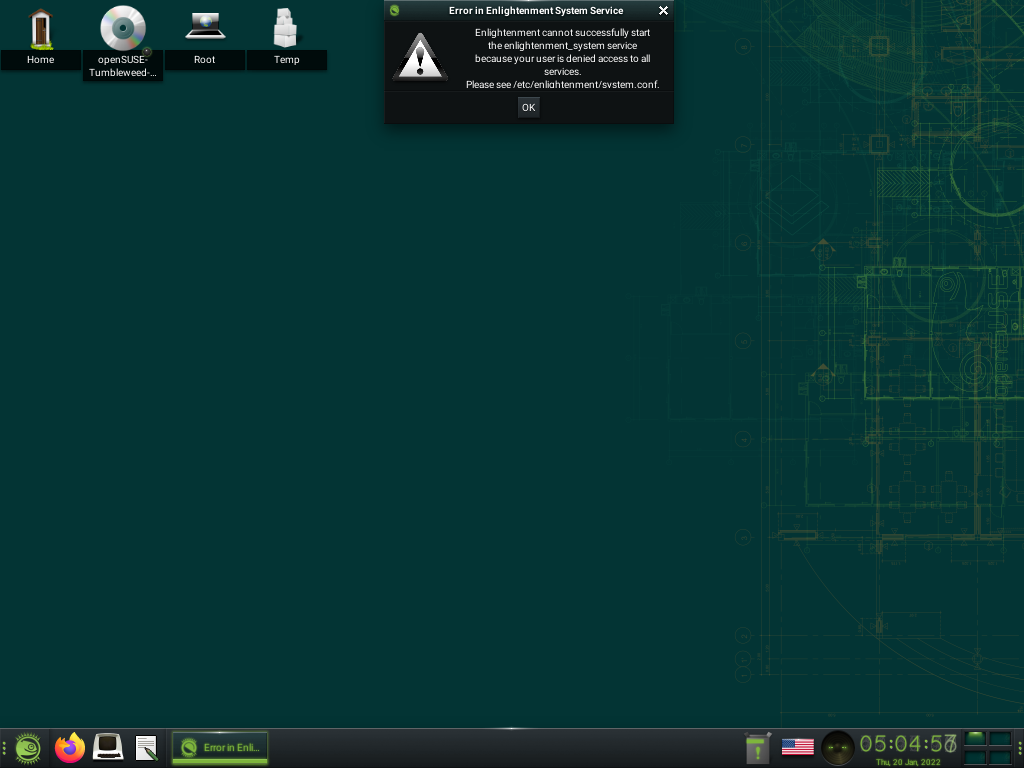 Error in Enlightenment System Service
Enlightenment cannot successfully start
the enlightenment_system service
because your user is denied access to all
services.
Please see /etc/enlightenment/system.conf.
OK
Home
openSUSE-
Tumbleweed-...
Root
Temp
Error in Enli...
05:04:57
Thu, 20 Jan, 2022